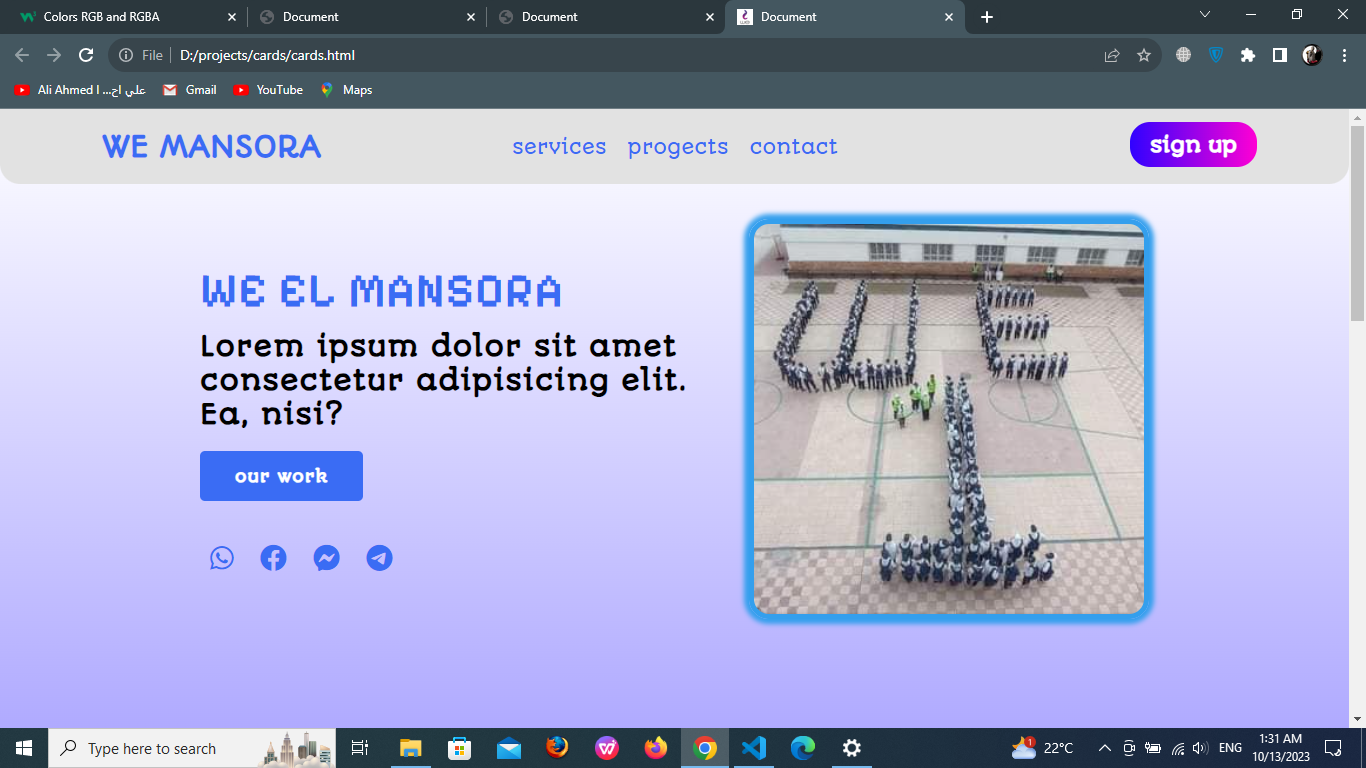 Colors RGB and RGBA
Document
Document
Document
File
D:/projects/cards/cards.html
Ali Ahmed I علي اح...
Gmail
YouTube
Maps
WE MANSORA
services
progects
contact
sign up
WE EL MANSORA
Lorem ipsum dolor sit amet
consectetur adipisicing elit.
Ea, nisi?
our work
WE
I
Type here to search
1
22°C
ENG
1:31 AM
10/13/2023